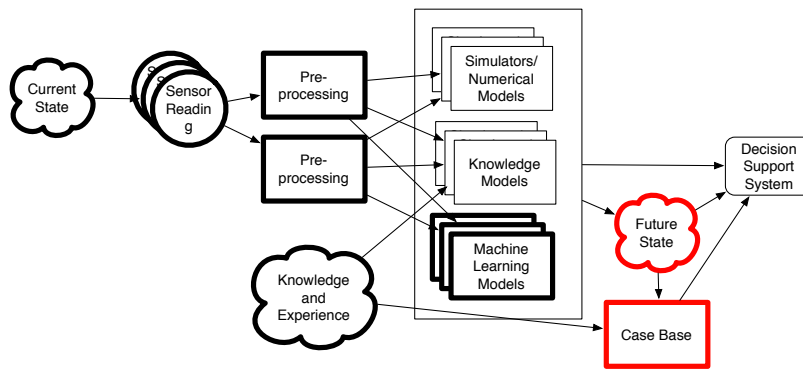 Current
State
Sensor
Readin
g
Pre-
processing
Pre-
processing
Simulators/
Numerical
Models
Knowledge
Models
Machine
Learning
Models
Knowledge
and
Experience
Future
State
Case Base
Decision
Support
System